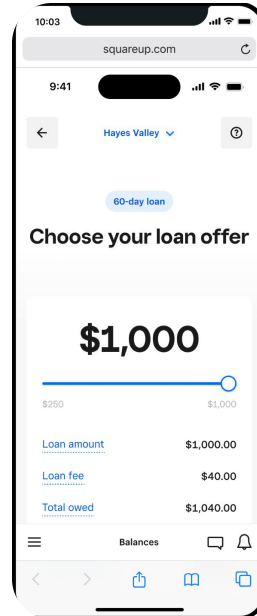 10:03
squareup.com
9:41
Hayes Valley
60-day loan
Choose your loan offer
$1,000
$250 $1,000
Loan amount $1,000.00
Loan fee $40.00
Total owed $1,040.00
Balances